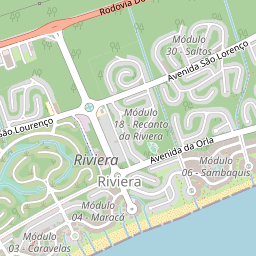 Rodovia Do
Módulo
30 - Saltos
Avenida São Lorenço
Módulo
18 - Recanto
da Riviera
São Lourenço
Avenida da Orla
Riviera
Riviera
Módulo
06 - Sambaquis
Módulo
04 - Maracá
Módulo
03 - Caravelas